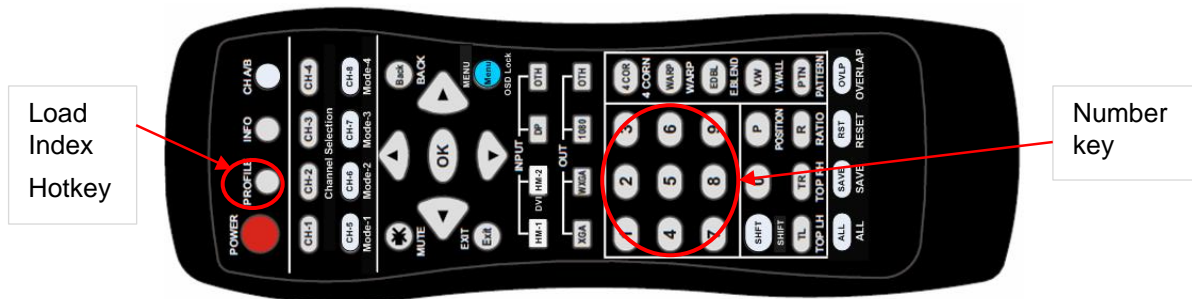 Load
Index
Hotkey
POWER PROFILE INFO CH A/B
CH-1 CH-2 CH-3 CH-4
Channel Selection
CH-5 CH-6 CH-7 CH-8
Mode-1 Mode-2 Mode-3 Mode-4
Back
MUTE BACK
OK
EXIT MENU
Exit Menu
OSD Lock
INPUT
HM-1 DVI HM-2 DP OTH
OUT
XGA WXGA 1080 OTH
1 2 3 4COR
4 CORN
4 5 6 WARP
WARP
7 8 9 EDBL
E.BLEND
SHFT 0 P V.W
SHIFT POSITION V.WALL
TL TR R PTN
TOP LH TOP RH RATIO PATTERN
ALL SAVE RST OVLP
ALL SAVE RESET OVERLAP
Number
key